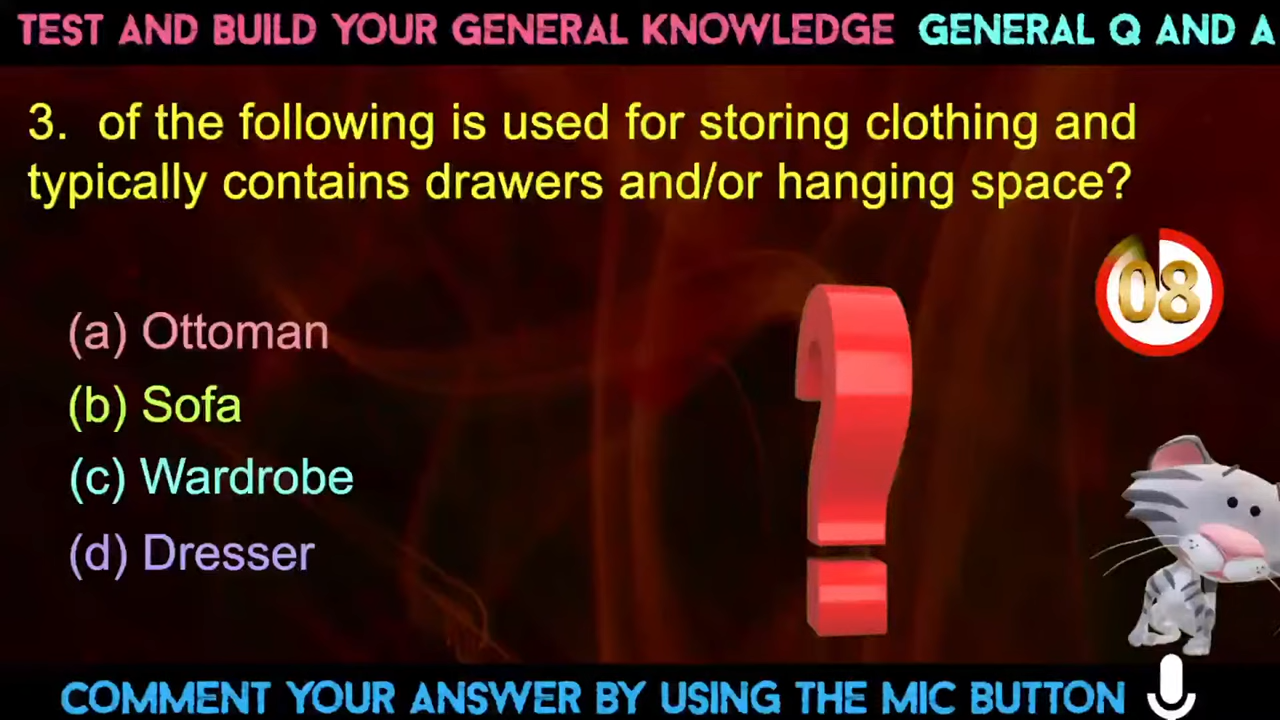 TEST AND BUILD YOUR GENERAL KNOWLEDGE GENERAL Q AND A
3. of the following is used for storing clothing and
typically contains drawers and/or hanging space?
08
(a) Ottoman
(b) Sofa
(c) Wardrobe
(d) Dresser
?
COMMENT YOUR ANSWER BY USING THE MIC BUTTON